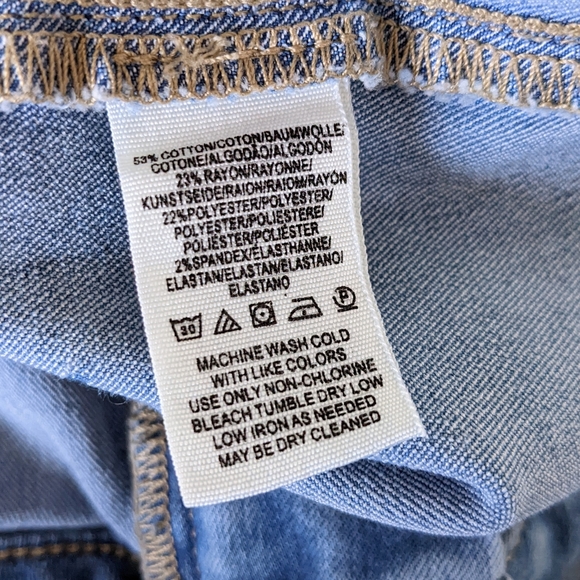 53% COTTON/COTON/BAUMWOLLE/
COTONE/ALGODÃO/ALGODÓN
23% RAYON/RAYONNE/
KUNSTSEIDE/RAION/RAIOM/RAYÓN
22%POLYESTER/POLYESTER/
POLYESTER/POLIESTERE/
POLIÉSTER/POLIÉSTER
2%SPANDEX/ÉLASTHANNE/
ELASTAN/ELASTAN/ELASTANO/
ELASTANO
30 P
MACHINE WASH COLD
WITH LIKE COLORS
USE ONLY NON-CHLORINE
BLEACH TUMBLE DRY LOW
LOW IRON AS NEEDED
MAY BE DRY CLEANED